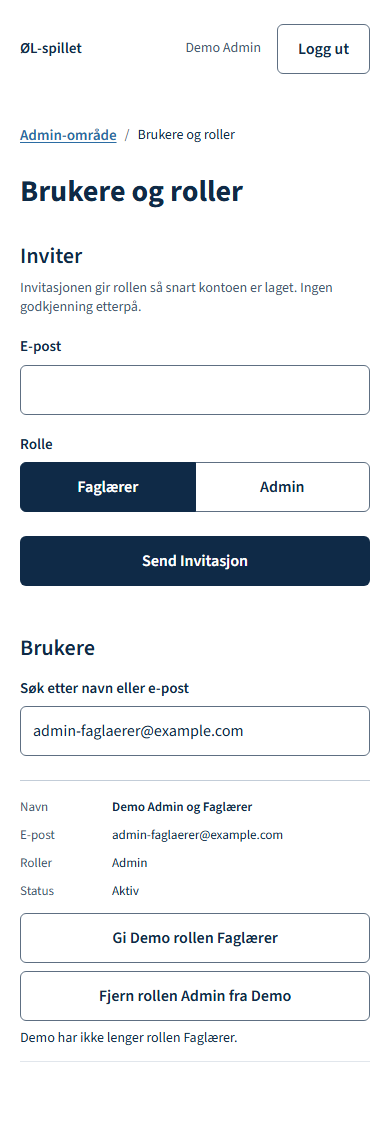 ØL-spillet
Demo Admin
Logg ut
Admin-område / Brukere og roller
Brukere og roller
Inviter
Invitasjonen gir rollen så snart kontoen er laget. Ingen
godkjenning etterpå.
E-post
Rolle
Faglærer
Admin
Send Invitasjon
Brukere
Søk etter navn eller e-post
admin-faglaerer@example.com
Navn Demo Admin og Faglærer
E-post admin-faglaerer@example.com
Roller Admin
Status Aktiv
Gi Demo rollen Faglærer
Fjern rollen Admin fra Demo
Demo har ikke lenger rollen Faglærer.